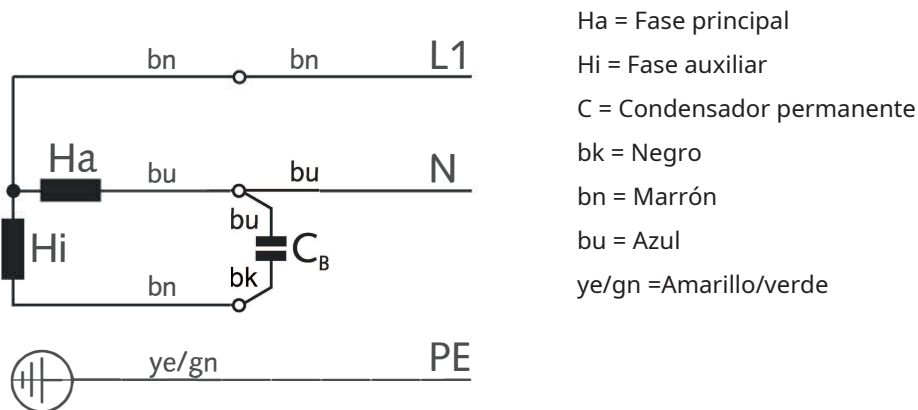 bn bn L1
Ha bu bu N
bu
Hi C_B
bk
bn
ye/gn PE
Ha = Fase principal
Hi = Fase auxiliar
C = Condensador permanente
bk = Negro
bn = Marrón
bu = Azul
ye/gn =Amarillo/verde